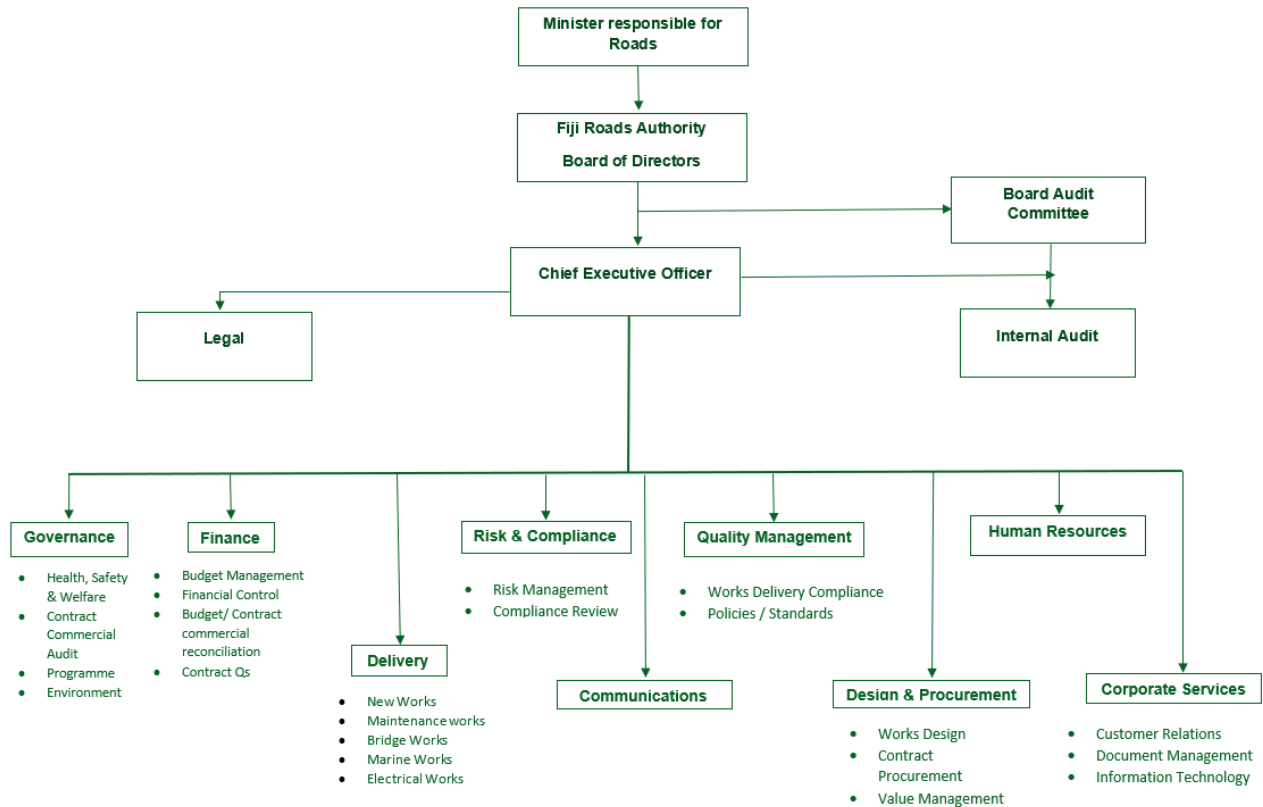 Minister responsible for
Roads
Fiji Roads Authority
Board of Directors
Board Audit
Committee
Chief Executive Officer
Legal
Internal Audit
Governance
• Health, Safety
& Welfare
• Contract
Commercial
Audit
• Programme
• Environment
Finance
• Budget Management
• Financial Control
• Budget/ Contract
commercial
reconciliation
• Contract Qs
Delivery
• New Works
• Maintenance works
• Bridge Works
• Marine Works
• Electrical Works
Risk & Compliance
• Risk Management
• Compliance Review
Communications
Quality Management
• Works Delivery Compliance
• Policies / Standards
Design & Procurement
• Works Design
• Contract
Procurement
• Value Management
Human Resources
Corporate Services
• Customer Relations
• Document Management
• Information Technology